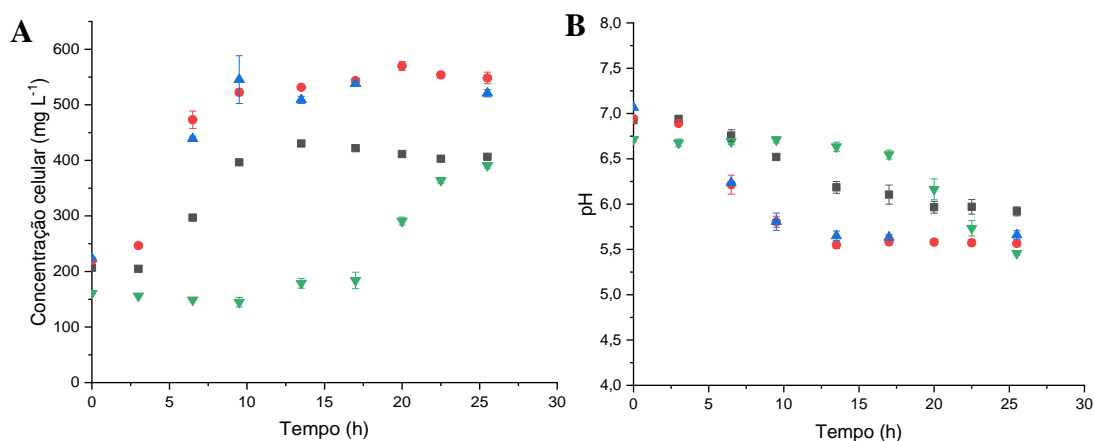 A
Concentração celular (mg L⁻¹)
600
500
400
300
200
100
0
0 5 10 15 20 25 30
Tempo (h)
B
pH
8,0
7,5
7,0
6,5
6,0
5,5
5,0
4,5
4,0
0 5 10 15 20 25 30
Tempo (h)